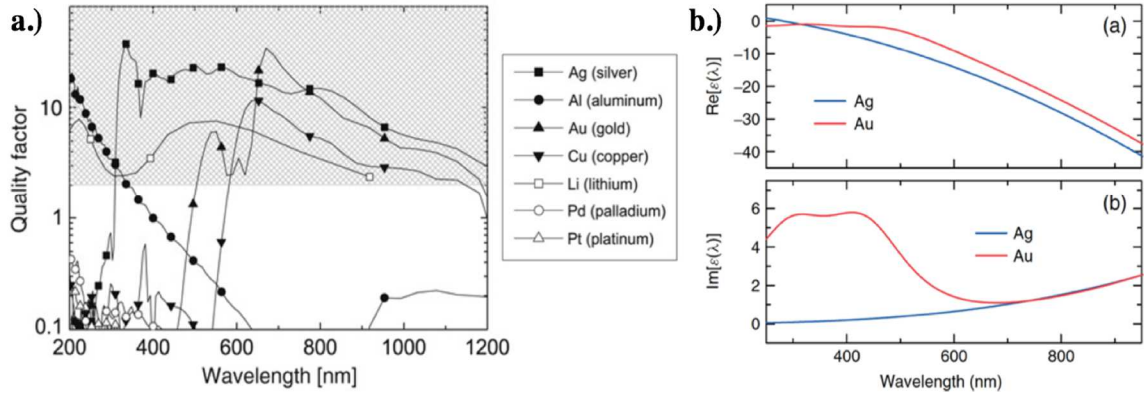 a.)
Quality factor
10
1
0.1
200
400
600
800
1000
1200
Wavelength [nm]
Ag (silver)
Al (aluminum)
Au (gold)
Cu (copper)
Li (lithium)
Pd (palladium)
Pt (platinum)
b.)
(a)
Re[ε(λ)]
0
−10
−20
−30
−40
Ag
Au
(b)
Im[ε(λ)]
6
4
2
0
Ag
Au
400
600
800
Wavelength (nm)